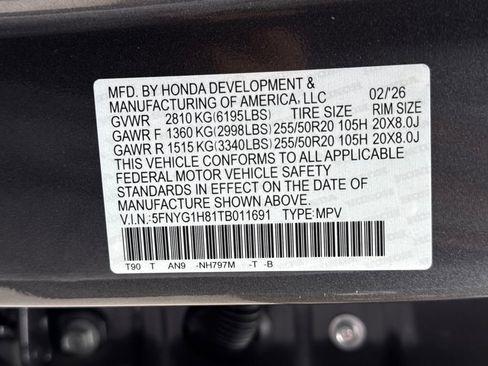 MFD. BY HONDA DEVELOPMENT &
MANUFACTURING OF AMERICA, LLC 02/'26
GVWR 2810 KG(6195LBS) TIRE SIZE RIM SIZE
GAWR F 1360 KG(2998LBS) 255/50R20 105H 20X8.0J
GAWR R 1515 KG(3340LBS) 255/50R20 105H 20X8.0J
THIS VEHICLE CONFORMS TO ALL APPLICABLE
FEDERAL MOTOR VEHICLE SAFETY
STANDARDS IN EFFECT ON THE DATE OF
MANUFACTURE SHOWN ABOVE.
V.I.N.:5FNYG1H81TB011691 TYPE:MPV
T90 T AN9 -NH797M -T -B